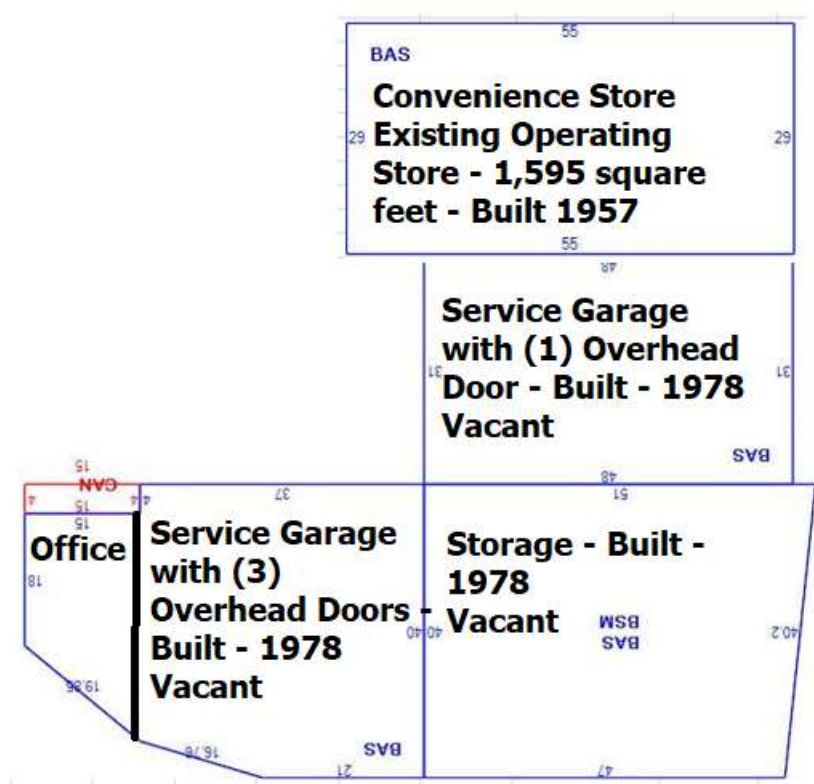 55
BAS
Convenience Store
Existing Operating
Store - 1,595 square
feet - Built 1957
29
29
55
48
Service Garage
with (1) Overhead
Door - Built - 1978
Vacant
31
31
BAS
48
15
CAN
4
15
4
4
37
51
15
Office
18
19.85
Service Garage
with (3)
Overhead Doors -
Built - 1978
Vacant
40
16.76
21
BAS
Storage - Built -
1978
Vacant
BSM
BAS
40
40.2
47